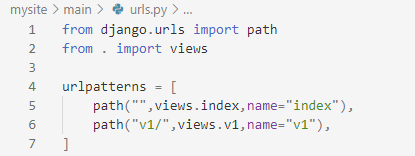 mysite > main > urls.py > ...
1 from django.urls import path
2 from . import views
3
4 urlpatterns = [
5     path("",views.index,name="index"),
6     path("v1/",views.v1,name="v1"),
7 ]